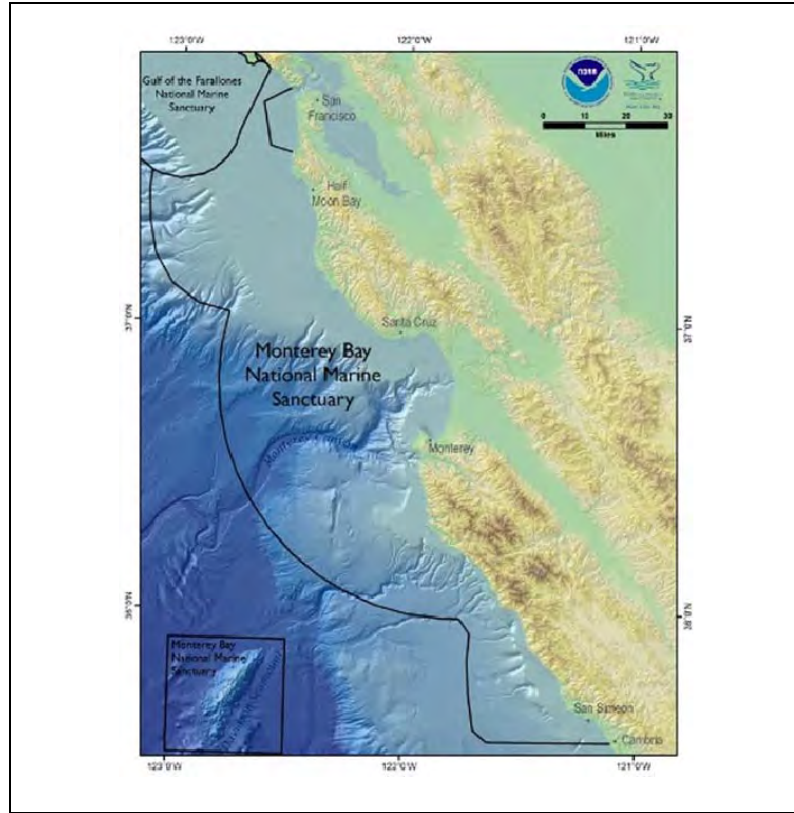 123°0'W 122°0'W 121°0'W
Gulf of the Farallones
National Marine
Sanctuary
noaa
San
Francisco
0 10 20 30
Miles
Half
Moon Bay
37°0'N
37°0'N
Santa Cruz
Monterey Bay
National Marine
Sanctuary
Monterey
Monterey
36°0'N
36°0'N
Monterey Bay
National Marine
Sanctuary
San Simeon
Cambria
123°0'W 122°0'W 121°0'W